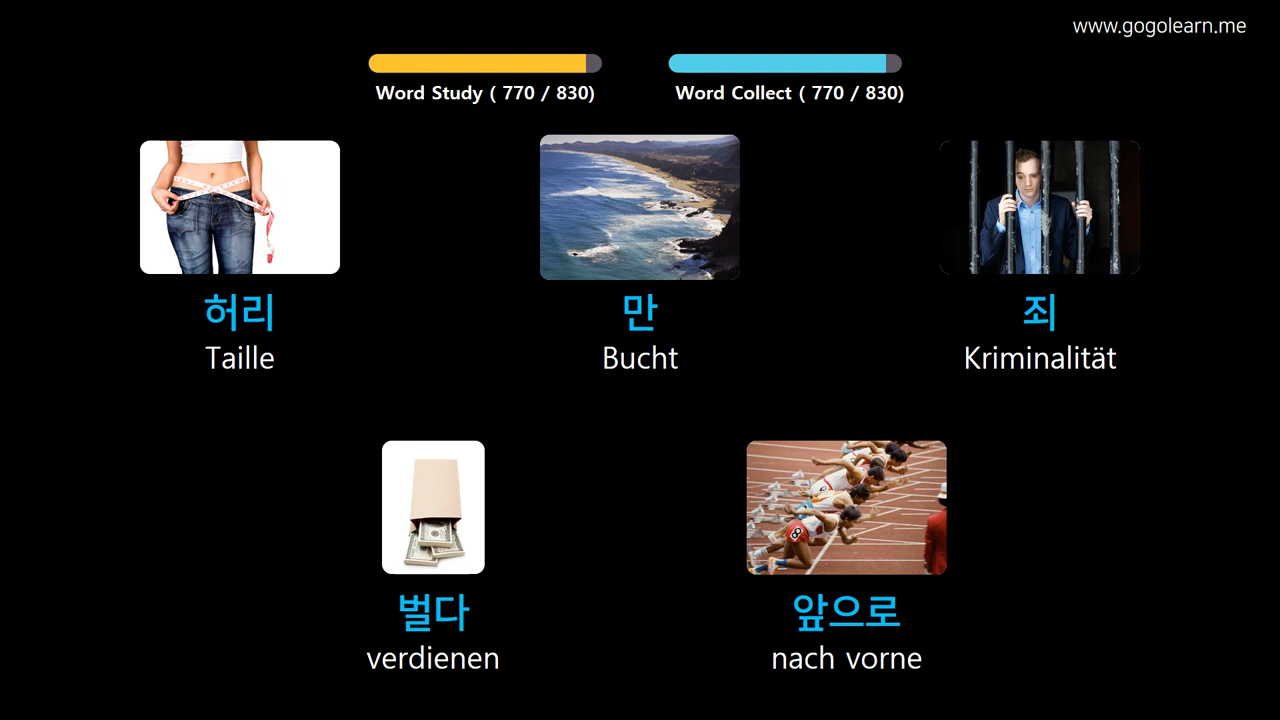 www.gogolearn.me
Word Study ( 770 / 830)
Word Collect ( 770 / 830)
허리
Taille
만
Bucht
죄
Kriminalität
벌다
verdienen
앞으로
nach vorne